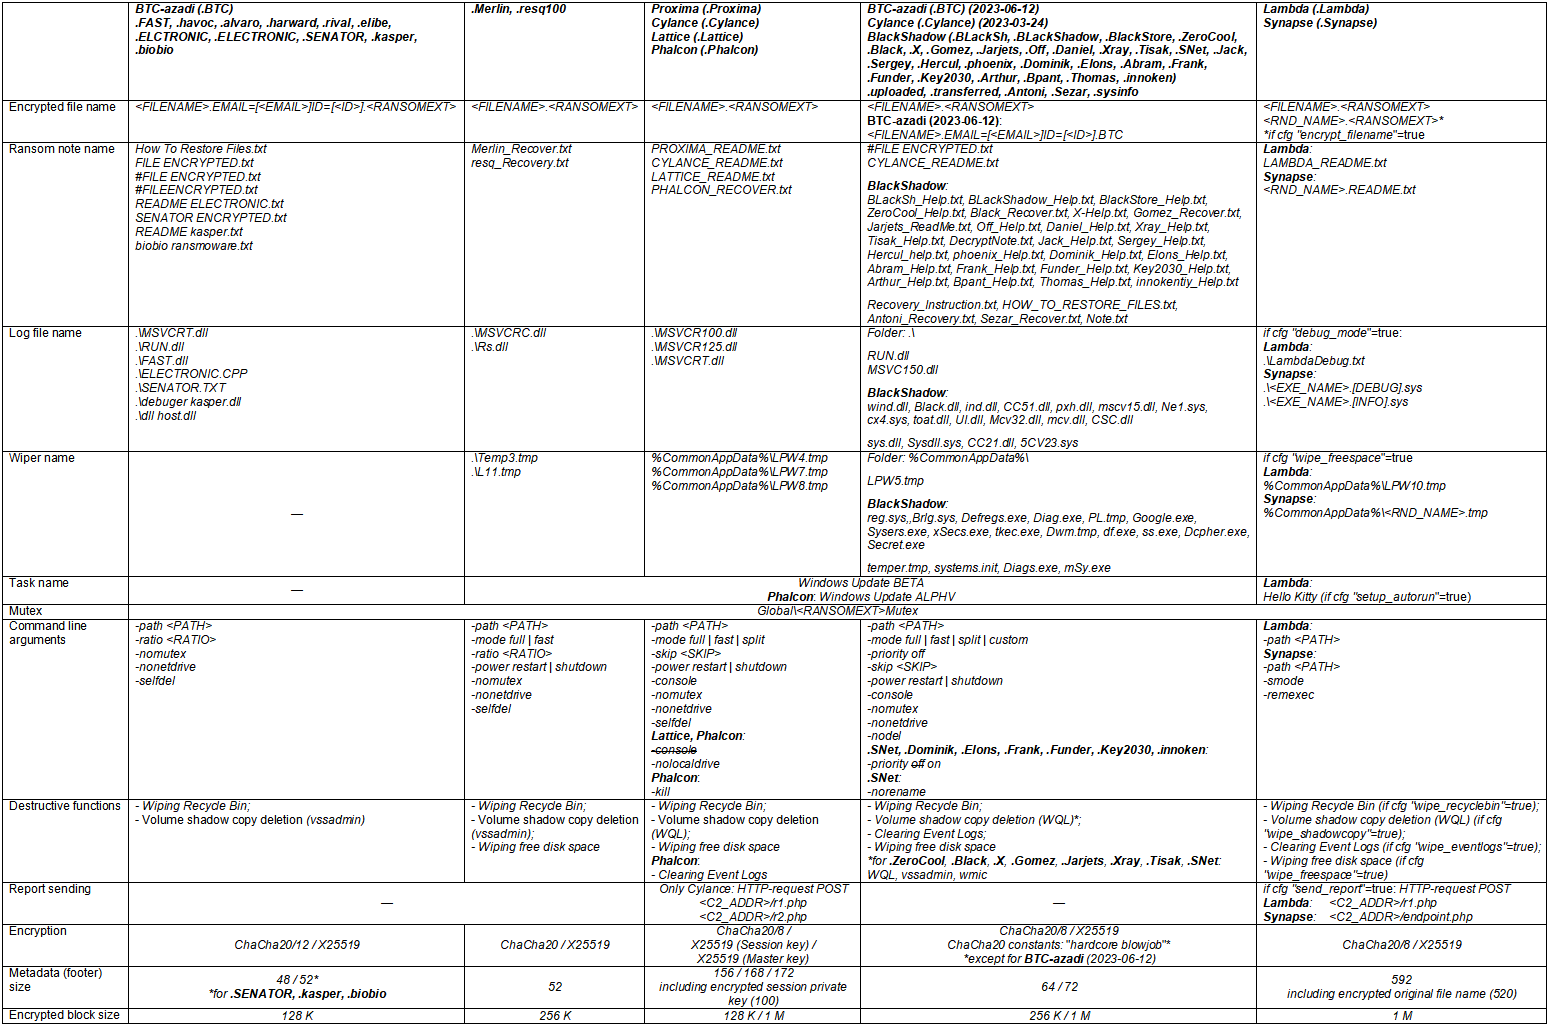 BTC-azadi (.BTC)
.FAST, .havoc, .alvaro, .harward, .rival, .elibe,
.ELCTRONIC, .ELECTRONIC, .SENATOR, .kasper,
.biobio
.Merlin, .resq100
Proxima (.Proxima)
Cylance (.Cylance)
Lattice (.Lattice)
Phalcon (.Phalcon)
BTC-azadi (.BTC) (2023-06-12)
Cylance (.Cylance) (2023-03-24)
BlackShadow (.BLackSh, .BLackShadow, .BlackStore, .ZeroCool,
.Black, .X, .Gomez, .Jarjets, .Off, .Daniel, .Xray, .Tisak, .SNet, .Jack,
.Sergey, .Hercul, .phoenix, .Dominik, .Elons, .Abram, .Frank,
.Funder, .Key2030, .Arthur, .Bpant, .Thomas, .innoken)
.uploaded, .transferred, .Antoni, .Sezar, .sysinfo
Lambda (.Lambda)
Synapse (.Synapse)
Encrypted file name
<FILENAME>.EMAIL=[<EMAIL>]ID=[<ID>].<RANSOMEXT>
<FILENAME>.<RANSOMEXT>
<FILENAME>.<RANSOMEXT>
<FILENAME>.<RANSOMEXT>
BTC-azadi (2023-06-12):
<FILENAME>.EMAIL=[<EMAIL>]ID=[<ID>].BTC
<FILENAME>.<RANSOMEXT>
<RND_NAME>.<RANSOMEXT>*
*if cfg "encrypt_filename"=true
Ransom note name
How To Restore Files.txt
FILE ENCRYPTED.txt
#FILE ENCRYPTED.txt
#FILEENCRYPTED.txt
README ELECTRONIC.txt
SENATOR ENCRYPTED.txt
README kasper.txt
biobio ransmoware.txt
Merlin_Recover.txt
resq_Recovery.txt
PROXIMA_README.txt
CYLANCE_README.txt
LATTICE_README.txt
PHALCON_RECOVER.txt
#FILE ENCRYPTED.txt
CYLANCE_README.txt
BlackShadow:
BLackSh_Help.txt, BLackShadow_Help.txt, BlackStore_Help.txt,
ZeroCool_Help.txt, Black_Recover.txt, X-Help.txt, Gomez_Recover.txt,
Jarjets_ReadMe.txt, Off_Help.txt, Daniel_Help.txt, Xray_Help.txt,
Tisak_Help.txt, DecryptNote.txt, Jack_Help.txt, Sergey_Help.txt,
Hercul_help.txt, phoenix_Help.txt, Dominik_Help.txt, Elons_Help.txt,
Abram_Help.txt, Frank_Help.txt, Funder_Help.txt, Key2030_Help.txt,
Arthur_Help.txt, Bpant_Help.txt, Thomas_Help.txt, innokentiy_Help.txt
Recovery_Instruction.txt, HOW_TO_RESTORE_FILES.txt,
Antoni_Recovery.txt, Sezar_Recover.txt, Note.txt
Lambda:
LAMBDA_README.txt
Synapse:
<RND_NAME>.README.txt
Log file name
.\MSVCRT.dll
.\RUN.dll
.\FAST.dll
.\ELECTRONIC.CPP
.\SENATOR.TXT
.\debuger kasper.dll
.\dll host.dll
.\MSVCRC.dll
.\Rs.dll
.\MSVCR100.dll
.\MSVCR125.dll
.\MSVCRT.dll
Folder: .\
RUN.dll
MSVC150.dll
BlackShadow:
wind.dll, Black.dll, ind.dll, CC51.dll, pxh.dll, mscv15.dll, Ne1.sys,
cx4.sys, toat.dll, UI.dll, Mcv32.dll, mcv.dll, CSC.dll
sys.dll, Sysdll.sys, CC21.dll, 5CV23.sys
if cfg "debug_mode"=true:
Lambda:
.\LambdaDebug.txt
Synapse:
.\<EXE_NAME>.[DEBUG].sys
.\<EXE_NAME>.[INFO].sys
Wiper name
—
.\Temp3.tmp
.\L11.tmp
%CommonAppData%\LPW4.tmp
%CommonAppData%\LPW7.tmp
%CommonAppData%\LPW8.tmp
Folder: %CommonAppData%\
LPW5.tmp
BlackShadow:
reg.sys,,Brlg.sys, Defregs.exe, Diag.exe, PL.tmp, Google.exe,
Sysers.exe, xSecs.exe, tkec.exe, Dwm.tmp, df.exe, ss.exe, Dcpher.exe,
Secret.exe
temper.tmp, systems.init, Diags.exe, mSy.exe
if cfg "wipe_freespace"=true
Lambda:
%CommonAppData%\LPW10.tmp
Synapse:
%CommonAppData%\<RND_NAME>.tmp
Task name
—
Windows Update BETA
Phalcon: Windows Update ALPHV
Lambda:
Hello Kitty (if cfg "setup_autorun"=true)
Mutex
Global\<RANSOMEXT>Mutex
Command line
arguments
-path <PATH>
-ratio <RATIO>
-nomutex
-nonetdrive
-selfdel
-path <PATH>
-mode full | fast
-ratio <RATIO>
-power restart | shutdown
-nomutex
-nonetdrive
-selfdel
-path <PATH>
-mode full | fast | split
-skip <SKIP>
-power restart | shutdown
-console
-nomutex
-nonetdrive
-selfdel
Lattice, Phalcon:
-console
-nolocaldrive
Phalcon:
-kill
-path <PATH>
-mode full | fast | split | custom
-priority off
-skip <SKIP>
-power restart | shutdown
-console
-nomutex
-nonetdrive
-nodel
.SNet, .Dominik, .Elons, .Frank, .Funder, .Key2030, .innoken:
-priority off on
.SNet:
-norename
Lambda:
-path <PATH>
Synapse:
-path <PATH>
-smode
-remexec
Destructive functions
- Wiping Recycle Bin;
- Volume shadow copy deletion (vssadmin)
- Wiping Recycle Bin;
- Volume shadow copy deletion
(vssadmin);
- Wiping free disk space
- Wiping Recycle Bin;
- Volume shadow copy deletion
(WQL);
- Wiping free disk space
Phalcon:
- Clearing Event Logs
- Wiping Recycle Bin;
- Volume shadow copy deletion (WQL)*;
- Clearing Event Logs;
- Wiping free disk space
*for .ZeroCool, .Black, .X, .Gomez, .Jarjets, .Xray, .Tisak, .SNet:
WQL, vssadmin, wmic
- Wiping Recycle Bin (if cfg "wipe_recyclebin"=true);
- Volume shadow copy deletion (WQL) (if cfg
"wipe_shadowcopy"=true);
- Clearing Event Logs (if cfg "wipe_eventlogs"=true);
- Wiping free disk space (if cfg
"wipe_freespace"=true)
Report sending
—
Only Cylance: HTTP-request POST
<C2_ADDR>/r1.php
<C2_ADDR>/r2.php
—
if cfg "send_report"=true: HTTP-request POST
Lambda: <C2_ADDR>/r1.php
Synapse: <C2_ADDR>/endpoint.php
Encryption
ChaCha20/12 / X25519
ChaCha20 / X25519
ChaCha20/8 /
X25519 (Session key) /
X25519 (Master key)
ChaCha20/8 / X25519
ChaCha20 constants: "hardcore blowjob"*
*except for BTC-azadi (2023-06-12)
ChaCha20/8 / X25519
Metadata (footer)
size
48 / 52*
*for .SENATOR, .kasper, .biobio
52
156 / 168 / 172
including encrypted session private
key (100)
64 / 72
592
including encrypted original file name (520)
Encrypted block size
128 K
256 K
128 K / 1 M
256 K / 1 M
1 M